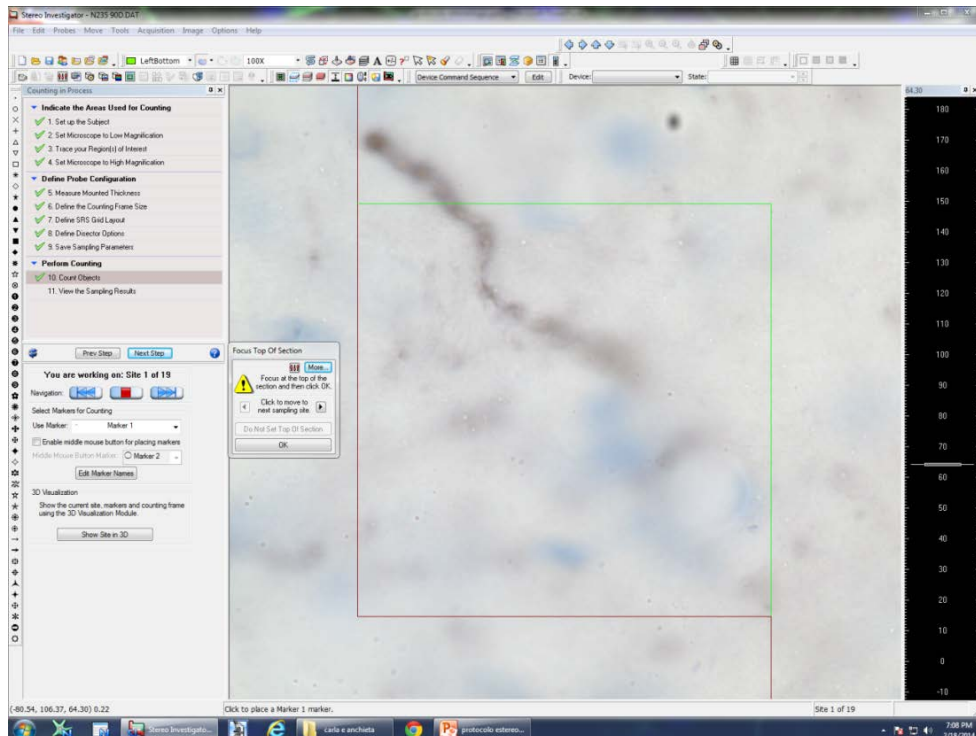 Stereo Investigator - N235 90D.DAT
File Edit Probes Move Tools Acquisition Image Options Help
LeftBottom
100X
Device Command Sequence
Edit
Device:
State:
Counting in Process
64.30
Indicate the Areas Used for Counting
1. Set up the Subject
2. Set Microscope to Low Magnification
3. Trace your Region(s) of Interest
4. Set Microscope to High Magnification
Define Probe Configuration
5. Measure Mounted Thickness
6. Define the Counting Frame Size
7. Define SRS Grid Layout
8. Define Disector Options
9. Save Sampling Parameters
Perform Counting
10. Count Objects
11. View the Sampling Results
Prev Step
Next Step
You are working on: Site 1 of 19
Navigation:
Select Markers for Counting
Use Marker:
Marker 1
Enable middle mouse button for placing markers
Middle Mouse Button Marker:
Marker 2
Edit Marker Names
3D Visualization
Show the current site, markers and counting frame
using the 3D Visualization Module.
Show Site in 3D
Focus Top Of Section
More...
Focus at the top of the
section and then click OK.
Click to move to
next sampling site
Do Not Set Top Of Section
OK
180
170
160
150
140
130
120
110
100
90
80
70
60
50
40
30
20
10
0
-10
(-80.54, 106.37, 64.30) 0.22
Click to place a Marker 1 marker.
Site 1 of 19
Stereo Investigato...
carla e anchieta
protocolo estereo...
7:08 PM
2/18/2014